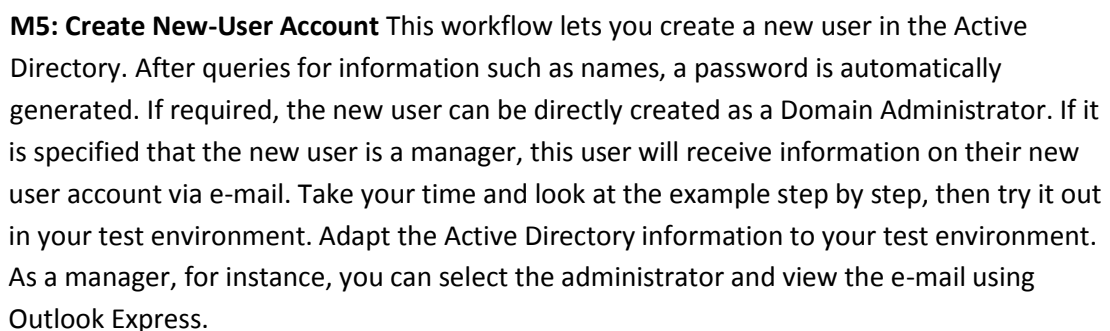 M5: Create New-User Account This workflow lets you create a new user in the Active
Directory. After queries for information such as names, a password is automatically
generated. If required, the new user can be directly created as a Domain Administrator. If it
is specified that the new user is a manager, this user will receive information on their new
user account via e-mail. Take your time and look at the example step by step, then try it out
in your test environment. Adapt the Active Directory information to your test environment.
As a manager, for instance, you can select the administrator and view the e-mail using
Outlook Express.